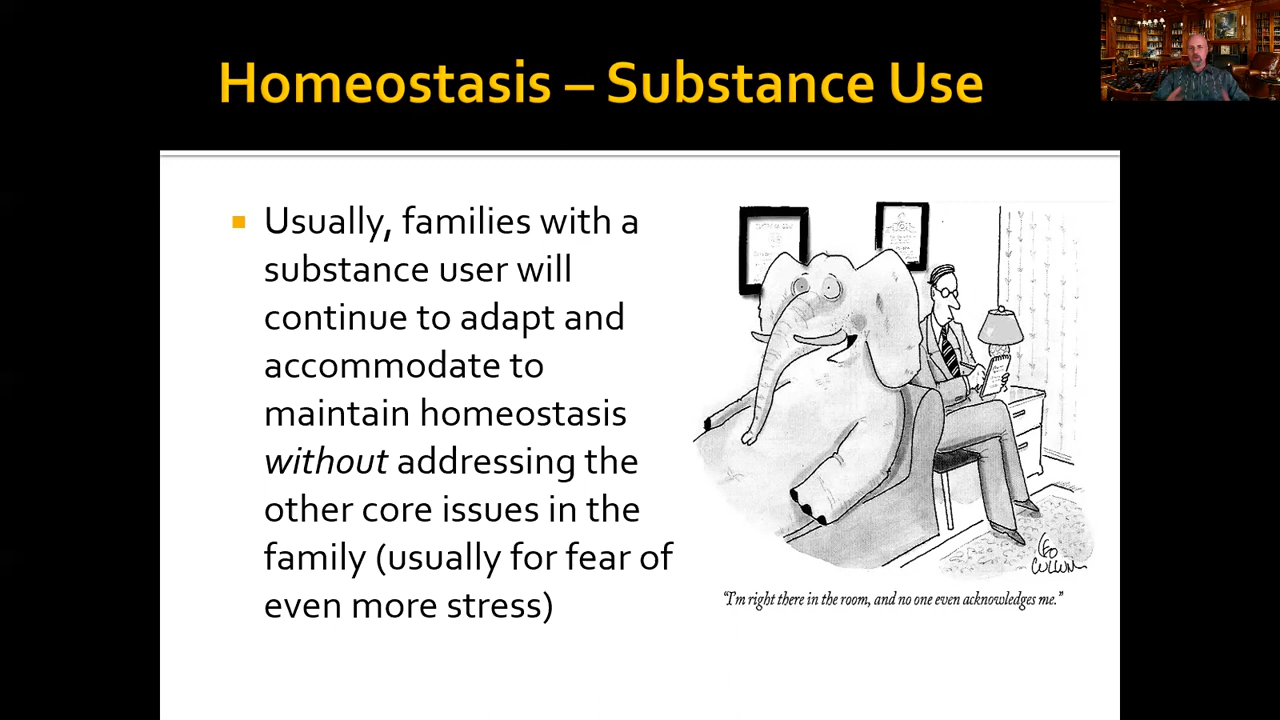 Homeostasis – Substance Use
Usually, families with a
substance user will
continue to adapt and
accommodate to
maintain homeostasis
without addressing the
other core issues in the
family (usually for fear of
even more stress)
LEO
CULLUM
“I’m right there in the room, and no one even acknowledges me.”